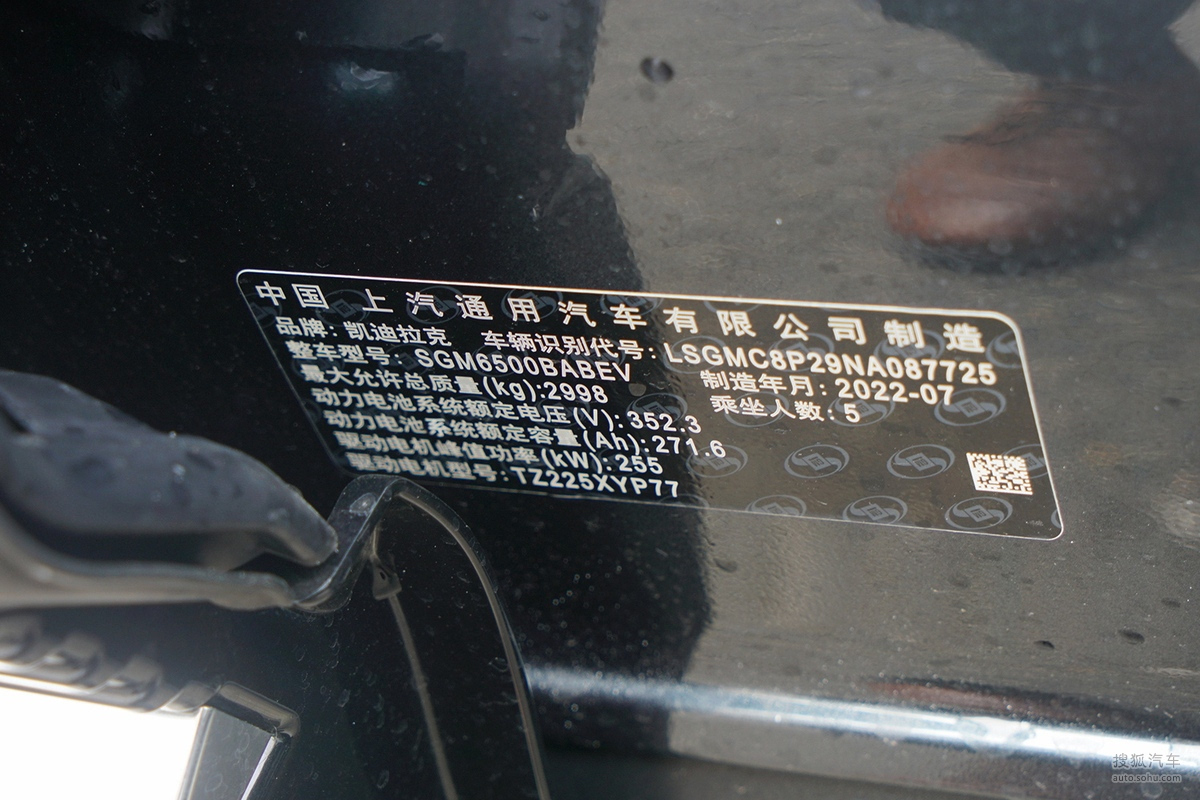 中国 上汽通用汽车有限公司制造
品牌: 凯迪拉克 车辆识别代号: LSGMC8P29NA087725
整车型号: SGM6500BABEV 制造年月: 2022-07
最大允许总质量(kg):2998 乘坐人数: 5
动力电池系统额定电压(V): 352.3
动力电池系统额定容量(Ah): 271.6
驱动电机峰值功率(kW): 255
驱动电机型号: TZ225XYP77
搜狐汽车
auto.sohu.com